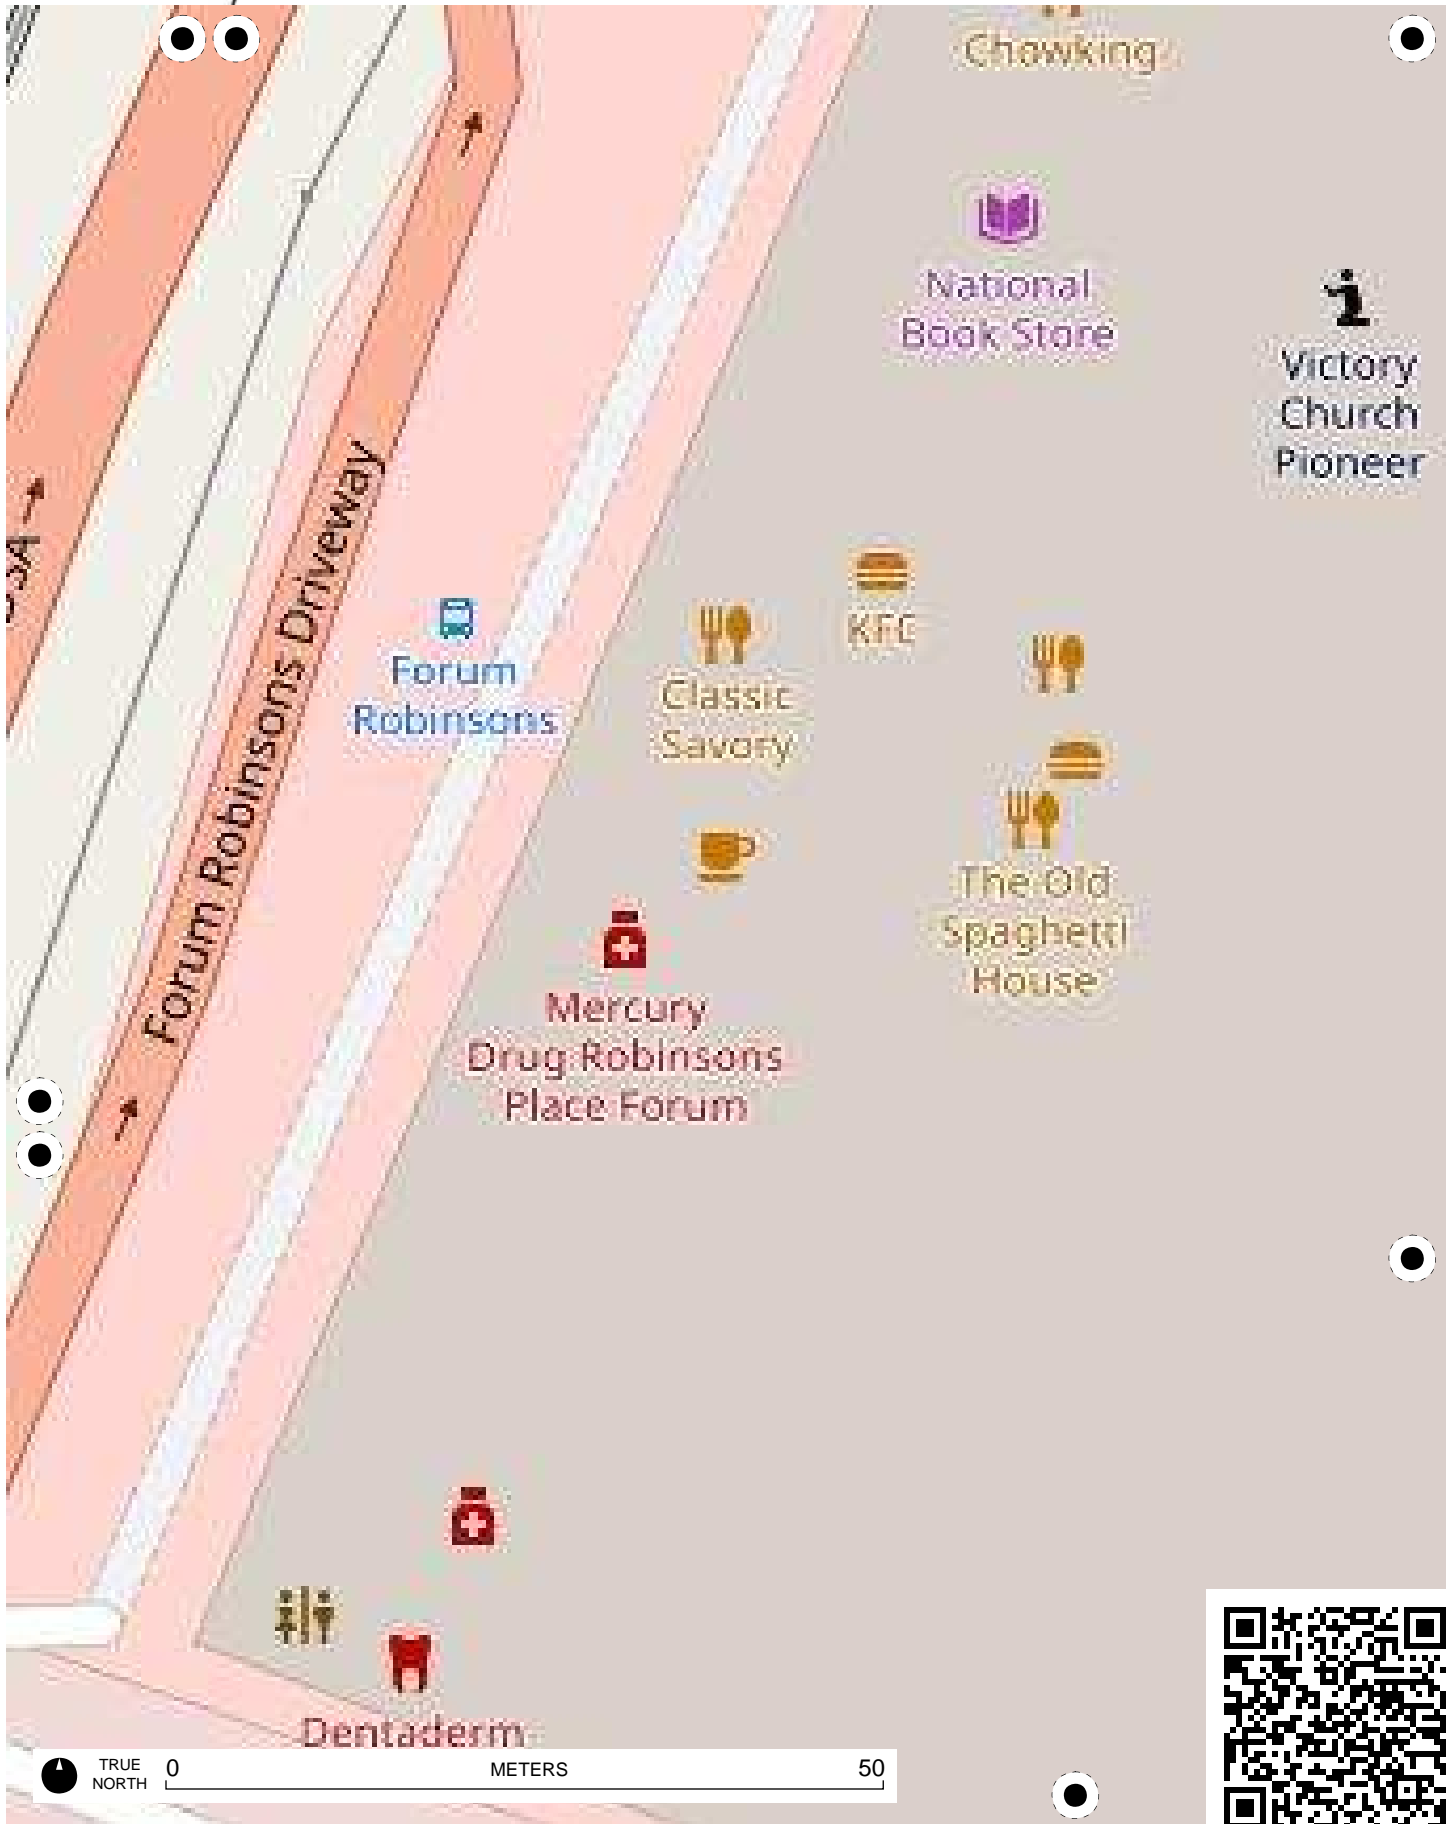 Chowking
National
Book Store
Victory
Church
Pioneer
Forum Robinsons Driveway
KFC
Forum
Robinsons
Classic
Savory
The Old
Spaghetti
House
Mercury
Drug Robinsons
Place Forum
Dentaderm
TRUE
NORTH
0
METERS
50